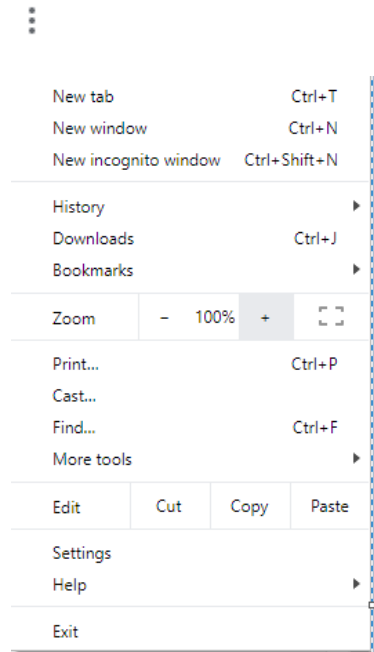 New tab Ctrl+T
New window Ctrl+N
New incognito window Ctrl+Shift+N
History
Downloads Ctrl+J
Bookmarks
Zoom − 100% +
Print... Ctrl+P
Cast...
Find... Ctrl+F
More tools
Edit Cut Copy Paste
Settings
Help
Exit